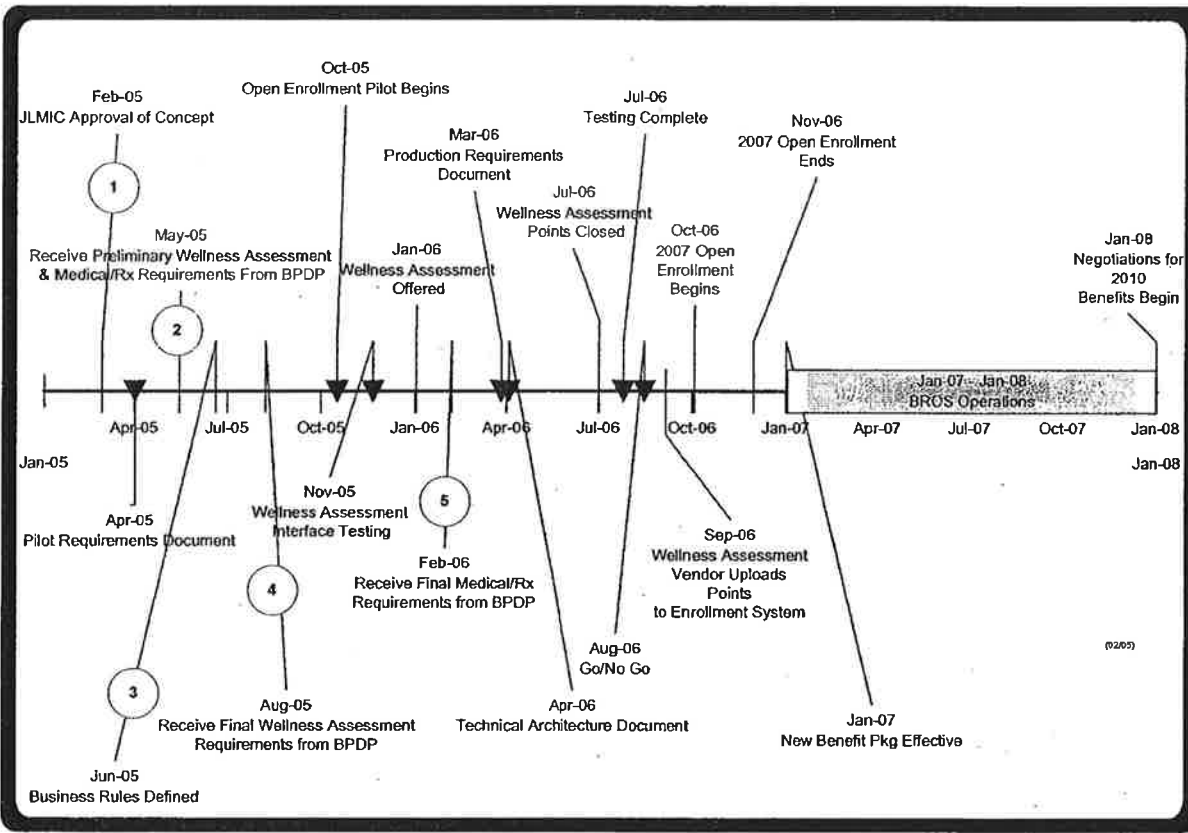 Oct-05
Open Enrollment Pilot Begins
Feb-05
JLMIC Approval of Concept
Jul-06
Testing Complete
Nov-06
2007 Open Enrollment
Ends
Mar-06
Production Requirements
Document
1
Jul-06
Wellness Assessment
Points Closed
May-05
Receive Preliminary Wellness Assessment
& Medical/Rx Requirements From BPDP
Jan-06
Wellness Assessment
Offered
Oct-06
2007 Open
Enrollment
Begins
Jan-08
Negotiations for
2010
Benefits Begin
2
Jan-07 - Jan-08
BROS Operations
Apr-05
Jul-05
Oct-05
Jan-06
Apr-06
Jul-06
Oct-06
Jan-07
Apr-07
Jul-07
Oct-07
Jan-08
Jan-05
Jan-08
Apr-05
Pilot Requirements Document
Nov-05
Wellness Assessment
Interface Testing
5
Feb-06
Receive Final Medical/Rx
Requirements from BPDP
Sep-06
Wellness Assessment
Vendor Uploads
Points
to Enrollment System
4
Aug-06
Go/No Go
(02/05)
3
Aug-05
Receive Final Wellness Assessment
Requirements from BPDP
Apr-06
Technical Architecture Document
Jan-07
New Benefit Pkg Effective
Jun-05
Business Rules Defined